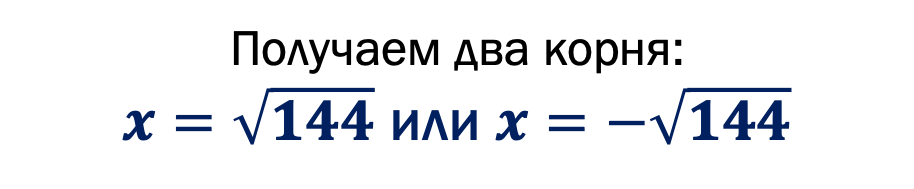 Получаем два корня:
x = √144 или x = −√144